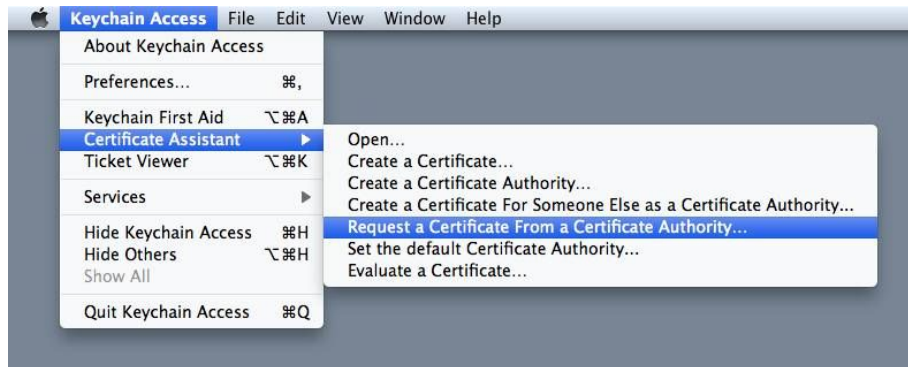 Keychain Access File Edit View Window Help
About Keychain Access
Preferences... ⌘,
Keychain First Aid ⌥⌘A
Certificate Assistant ▶
Ticket Viewer ⌥⌘K
Services ▶
Hide Keychain Access ⌘H
Hide Others ⌥⌘H
Show All
Quit Keychain Access ⌘Q
Open...
Create a Certificate...
Create a Certificate Authority...
Create a Certificate For Someone Else as a Certificate Authority...
Request a Certificate From a Certificate Authority...
Set the default Certificate Authority...
Evaluate a Certificate...